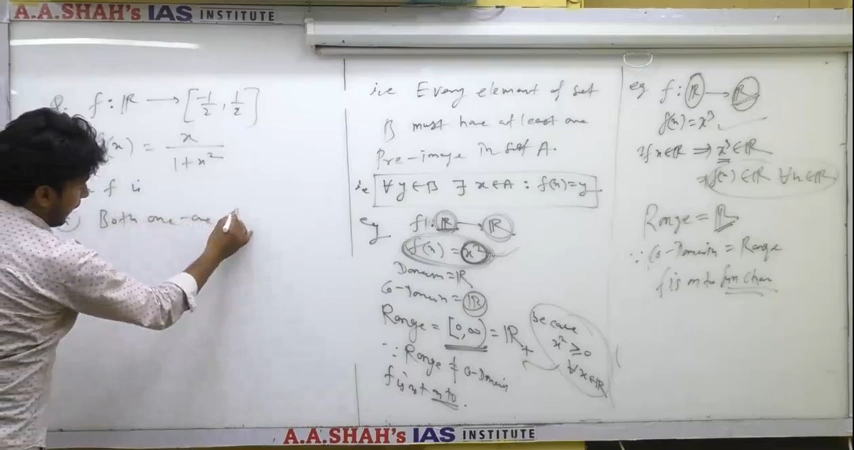 A.A.SHAH's IAS INSTITUTE
Q. f : ℝ → [-1/2, 1/2]
f(x) = x / 1 + x²
f is
Both one-one
i.e Every element of set
B must have at least one
Pre-image in set A.
ie ∀ y ∈ B ∃ x ∈ A : f(x) = y.
eg f : ℝ → ℝ
f(x) = x²
Domain = ℝ
Co-Domain = ℝ
Range = [0, ∞) = ℝ+
because
x² ≥ 0
∀ x ∈ ℝ
∵ Range ≠ Co-Domain
f is not onto.
eg f : ℝ → ℝ
f(x) = x³
If x ∈ ℝ ⇒ x³ ∈ ℝ
⇒ f(x) ∈ ℝ ∀ x ∈ ℝ
Range = ℝ
∵ Co-Domain = Range
f is onto function
A.A.SHAH's IAS INSTITUTE